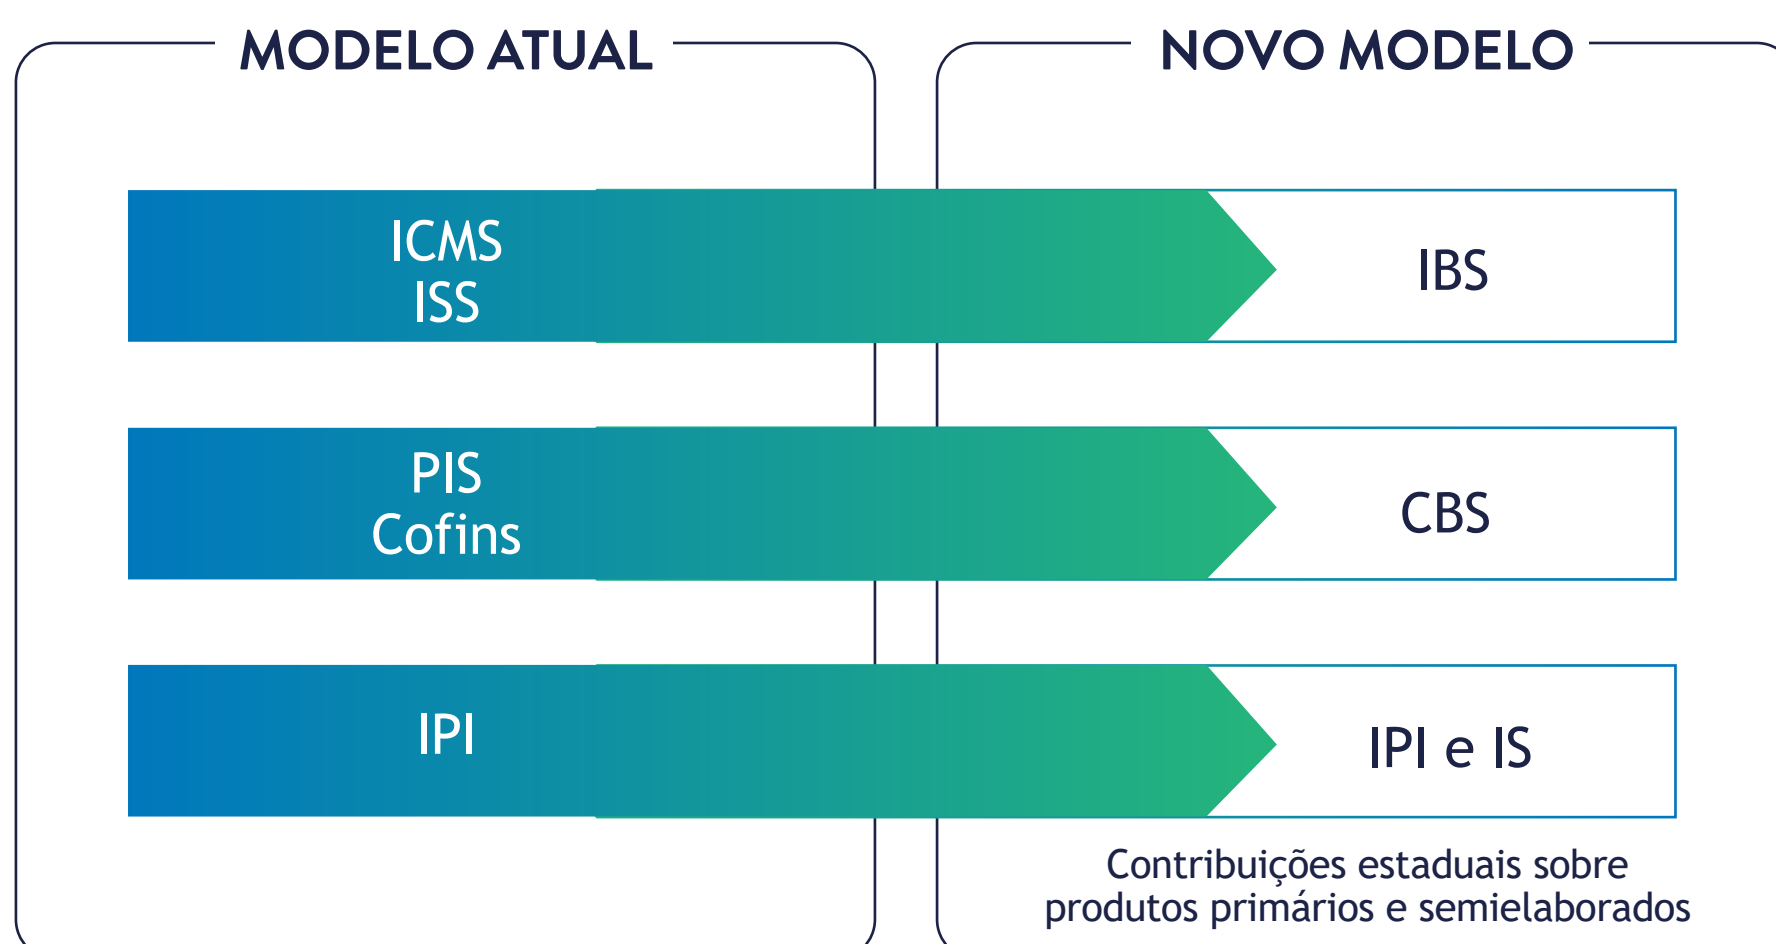 MODELO ATUAL
NOVO MODELO
ICMS
ISS
IBS
PIS
Cofins
CBS
IPI
IPI e IS
Contribuições estaduais sobre
produtos primários e semielaborados